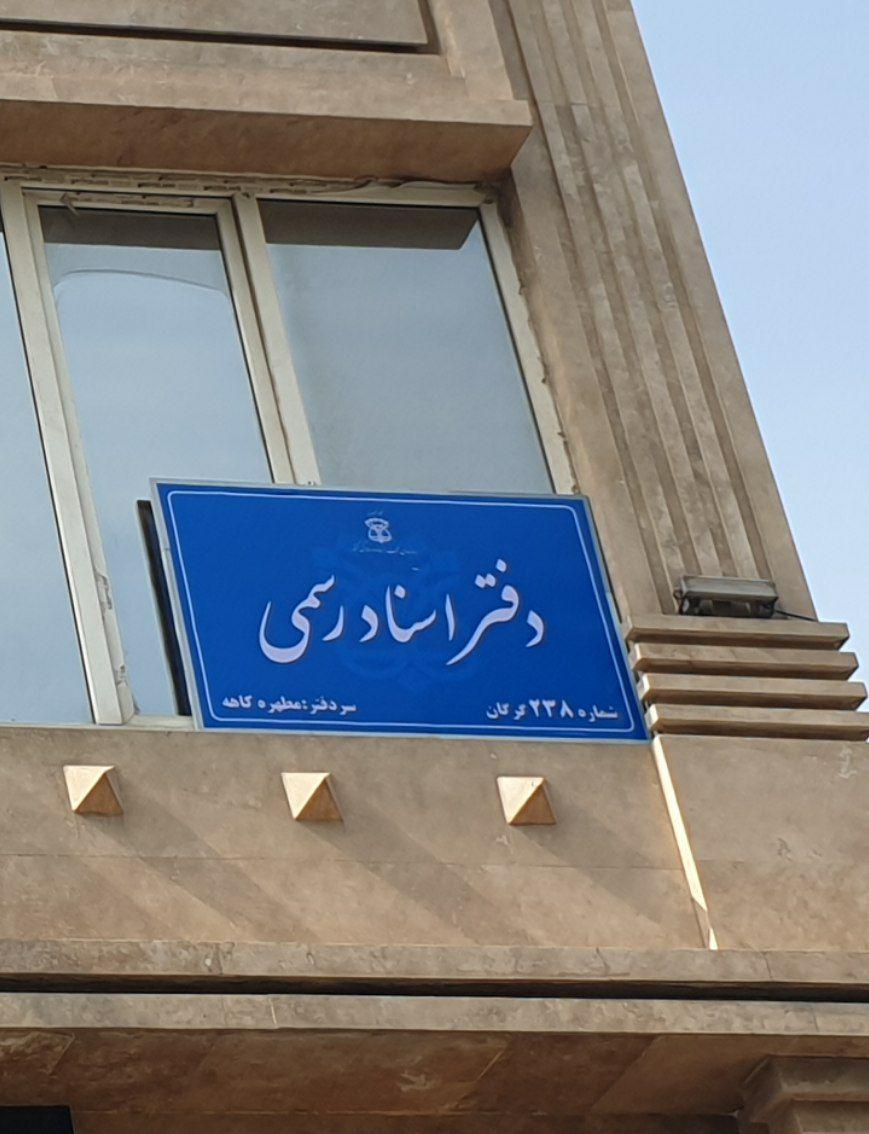 دفتر اسناد رسمی
شماره ۲۳۸ گرگان
سردفتر: مطهره کاهه